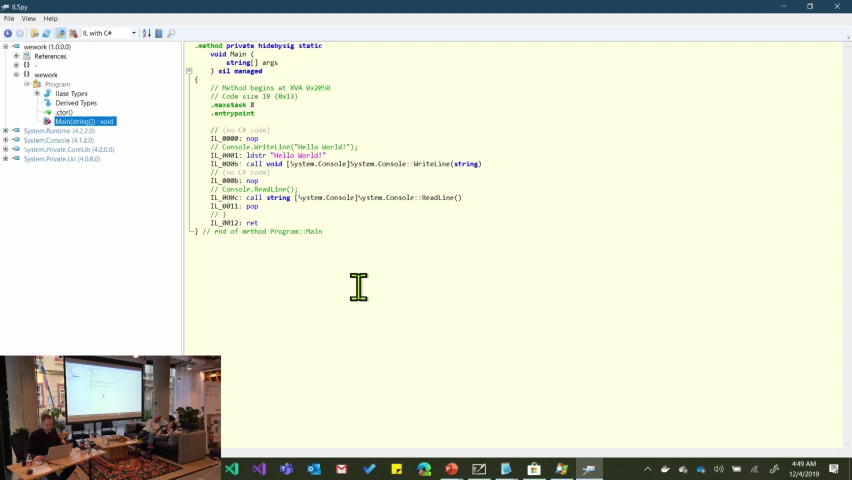 ILSpy
File View Help
IL with C#
wework (1.0.0.0)
References
{} -
{} wework
Program
Base Types
Derived Types
.ctor()
Main(string[]) : void
System.Runtime (4.2.2.0)
System.Console (4.1.2.0)
System.Private.CoreLib (4.0.0.0)
System.Private.Uri (4.0.6.0)
.method private hidebysig static
void Main (
string[] args
) cil managed
{
// Method begins at RVA 0x2050
// Code size 19 (0x13)
.maxstack 8
.entrypoint
// (no C# code)
IL_0000: nop
// Console.WriteLine("Hello World!");
IL_0001: ldstr "Hello World!"
IL_0006: call void [System.Console]System.Console::WriteLine(string)
// (no C# code)
IL_000b: nop
// Console.ReadLine();
IL_000c: call string [System.Console]System.Console::ReadLine()
IL_0011: pop
// }
IL_0012: ret
} // end of method Program::Main
4:49 AM
12/4/2019